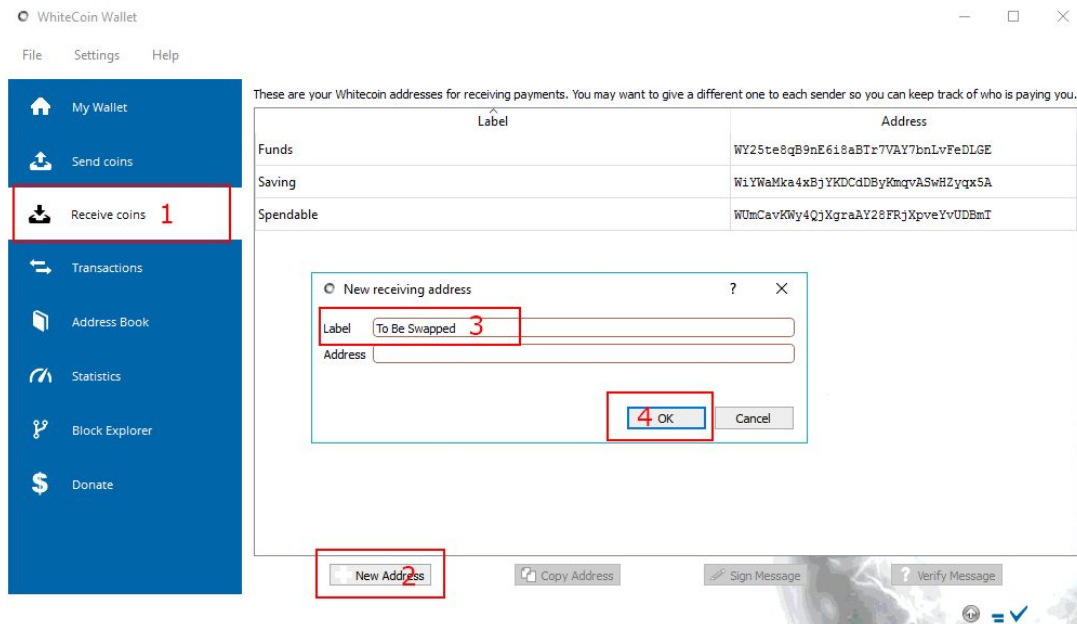 WhiteCoin Wallet
File Settings Help
These are your Whitecoin addresses for receiving payments. You may want to give a different one to each sender so you can keep track of who is paying you.
My Wallet
Send coins
Receive coins 1
Transactions
Address Book
Statistics
Block Explorer
Donate
Label Address
Funds WY25te8qB9nE6i8aBTr7VAY7bnLvFeDLGE
Saving WiYWaMka4xBjYKDCdDByKmqvASwHZyqx5A
Spendable WUmCavKWy4QjXgraAY28FRjXpveYvUDBmT
New receiving address ?
Label To Be Swapped 3
Address
4 OK Cancel
New Address 2 Copy Address Sign Message ? Verify Message